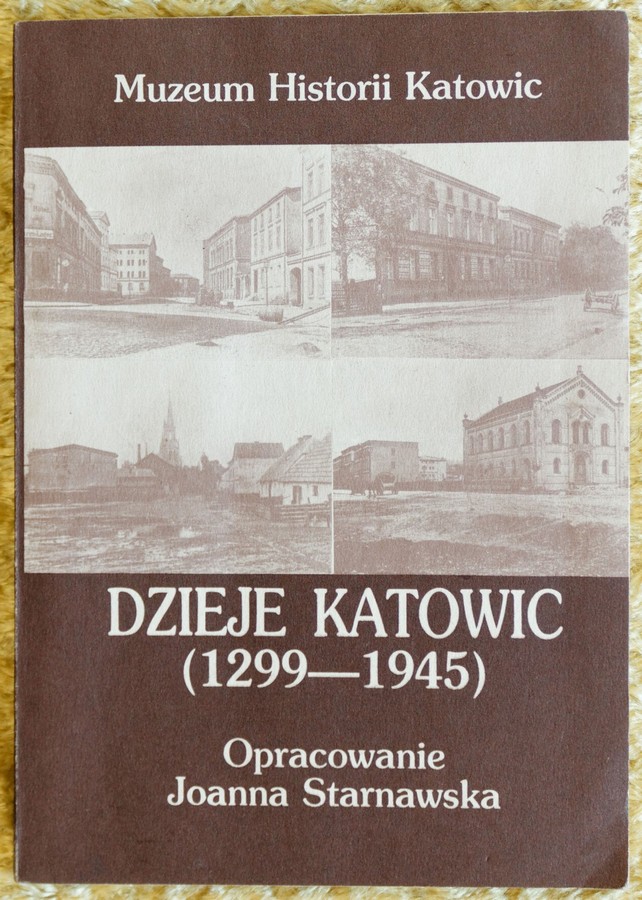 Muzeum Historii Katowic
DZIEJE KATOWIC
(1299—1945)
Opracowanie
Joanna Starnawska